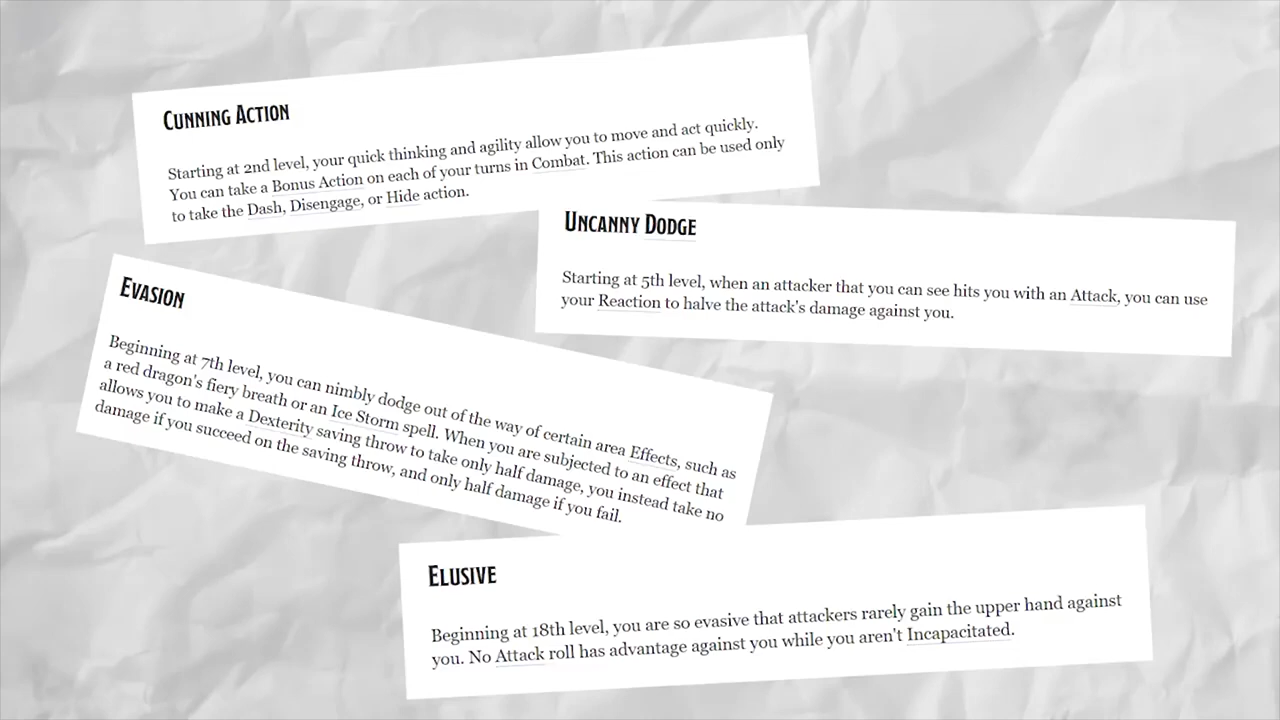 Cunning Action
Starting at 2nd level, your quick thinking and agility allow you to move and act quickly.
You can take a Bonus Action on each of your turns in Combat. This action can be used only
to take the Dash, Disengage, or Hide action.
Uncanny Dodge
Starting at 5th level, when an attacker that you can see hits you with an Attack, you can use
your Reaction to halve the attack's damage against you.
Evasion
Beginning at 7th level, you can nimbly dodge out of the way of certain area Effects, such as
a red dragon's fiery breath or an Ice Storm spell. When you are subjected to an effect that
allows you to make a Dexterity saving throw to take only half damage, you instead take no
damage if you succeed on the saving throw, and only half damage if you fail.
Elusive
Beginning at 18th level, you are so evasive that attackers rarely gain the upper hand against
you. No Attack roll has advantage against you while you aren't Incapacitated.